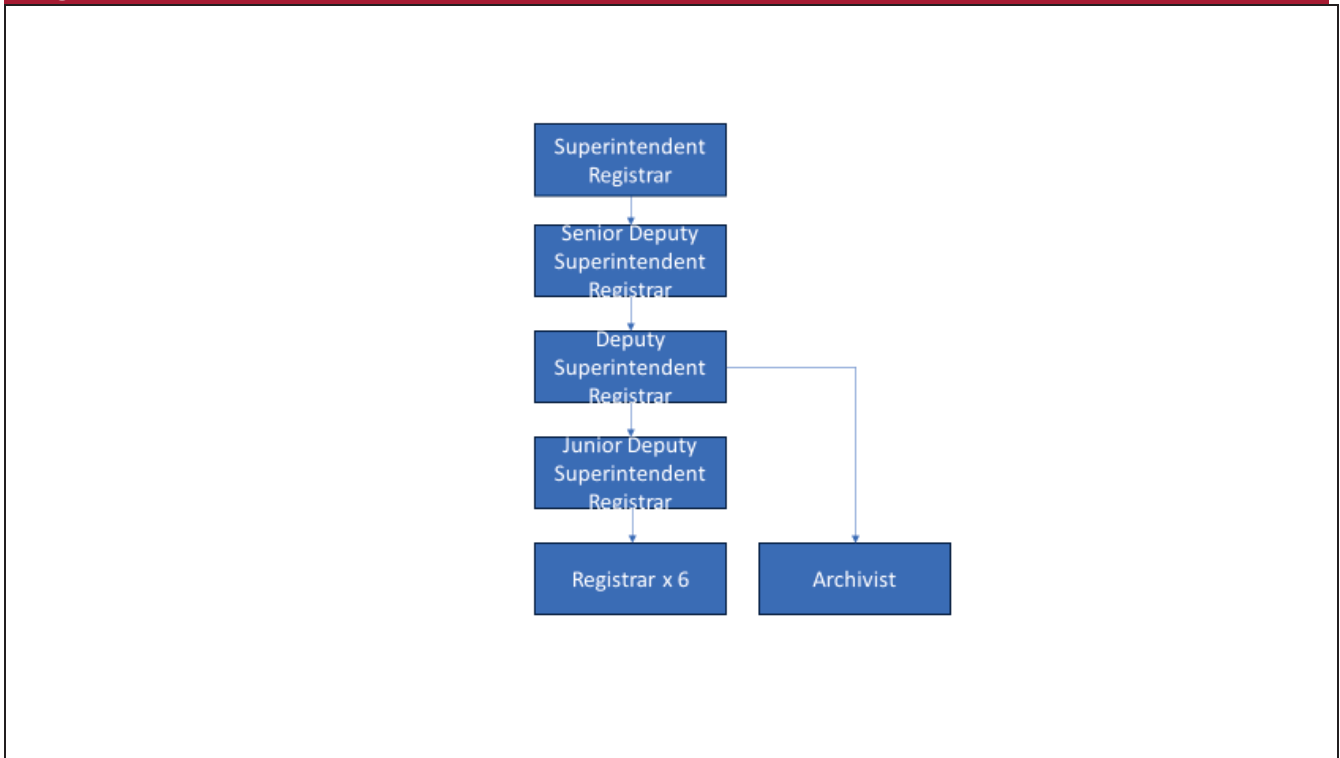 Superintendent
Registrar
Senior Deputy
Superintendent
Registrar
Deputy
Superintendent
Registrar
Junior Deputy
Superintendent
Registrar
Registrar x 6
Archivist